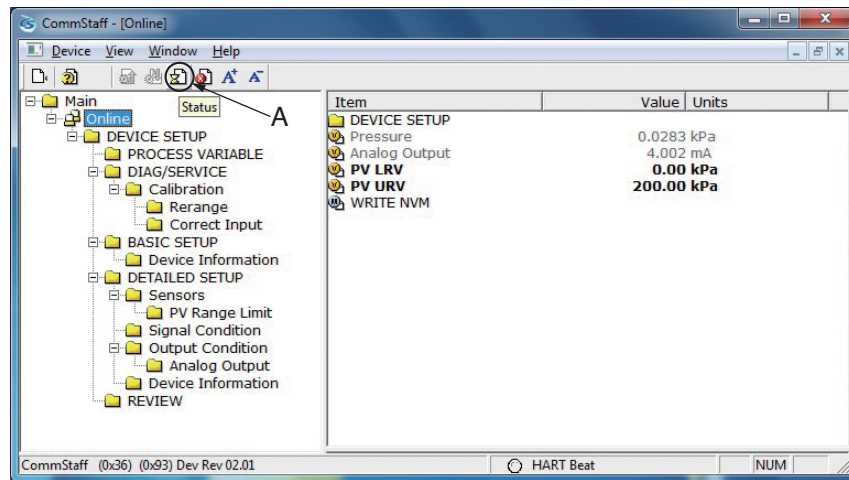 CommStaff - [Online]
Device View Window Help
A
Status
Main
Online
DEVICE SETUP
PROCESS VARIABLE
DIAG/SERVICE
Calibration
Rerange
Correct Input
BASIC SETUP
Device Information
DETAILED SETUP
Sensors
PV Range Limit
Signal Condition
Output Condition
Analog Output
Device Information
REVIEW
Item Value Units
DEVICE SETUP
Pressure 0.0283 kPa
Analog Output 4.002 mA
PV LRV 0.00 kPa
PV URV 200.00 kPa
WRITE NVM
CommStaff (0x36) (0x93) Dev Rev 02.01 HART Beat NUM